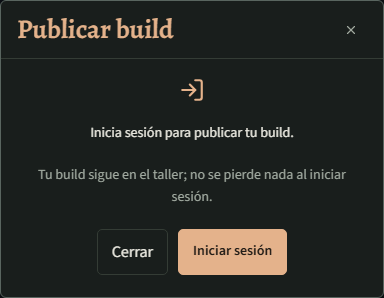 Publicar build
Inicia sesión para publicar tu build.
Tu build sigue en el taller; no se pierde nada al iniciar
sesión.
Cerrar
Iniciar sesión